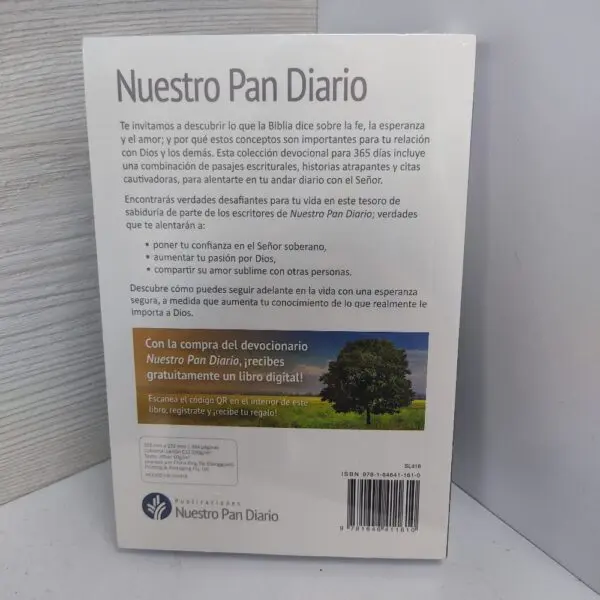 Nuestro Pan Diario
Te invitamos a descubrir lo que la Biblia dice sobre la fe, la esperanza
y el amor; y por qué estos conceptos son importantes para tu relación
con Dios y los demás. Esta colección devocional para 365 días incluye
una combinación de pasajes escriturales, historias atrapantes y citas
cautivadoras, para alentarte en tu andar diario con el Señor.
Encontrarás verdades desafiantes para tu vida en este tesoro de
sabiduría de parte de los escritores de Nuestro Pan Diario; verdades
que te alentarán a:
• poner tu confianza en el Señor soberano,
• aumentar tu pasión por Dios,
• compartir su amor sublime con otras personas.
Descubre cómo puedes seguir adelante en la vida con una esperanza
segura, a medida que aumenta tu conocimiento de lo que realmente le
importa a Dios.
Con la compra del devocionario
Nuestro Pan Diario, ¡recibes
gratuitamente un libro digital!
Escanea el código QR en el interior de este
libro, regístrate y ¡recibe tu regalo!
SL418
ISBN 978-1-64641-161-0
9 781646 411610
Publicaciones
Nuestro Pan Diario